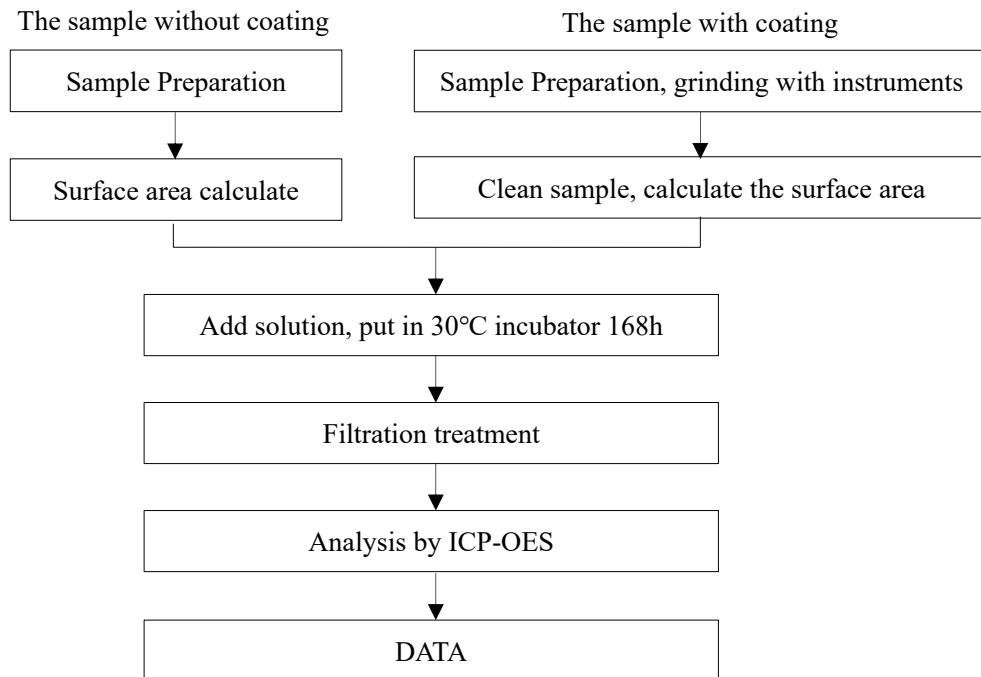 The sample without coating
The sample with coating
Sample Preparation
Sample Preparation, grinding with instruments
Surface area calculate
Clean sample, calculate the surface area
Add solution, put in 30℃ incubator 168h
Filtration treatment
Analysis by ICP-OES
DATA